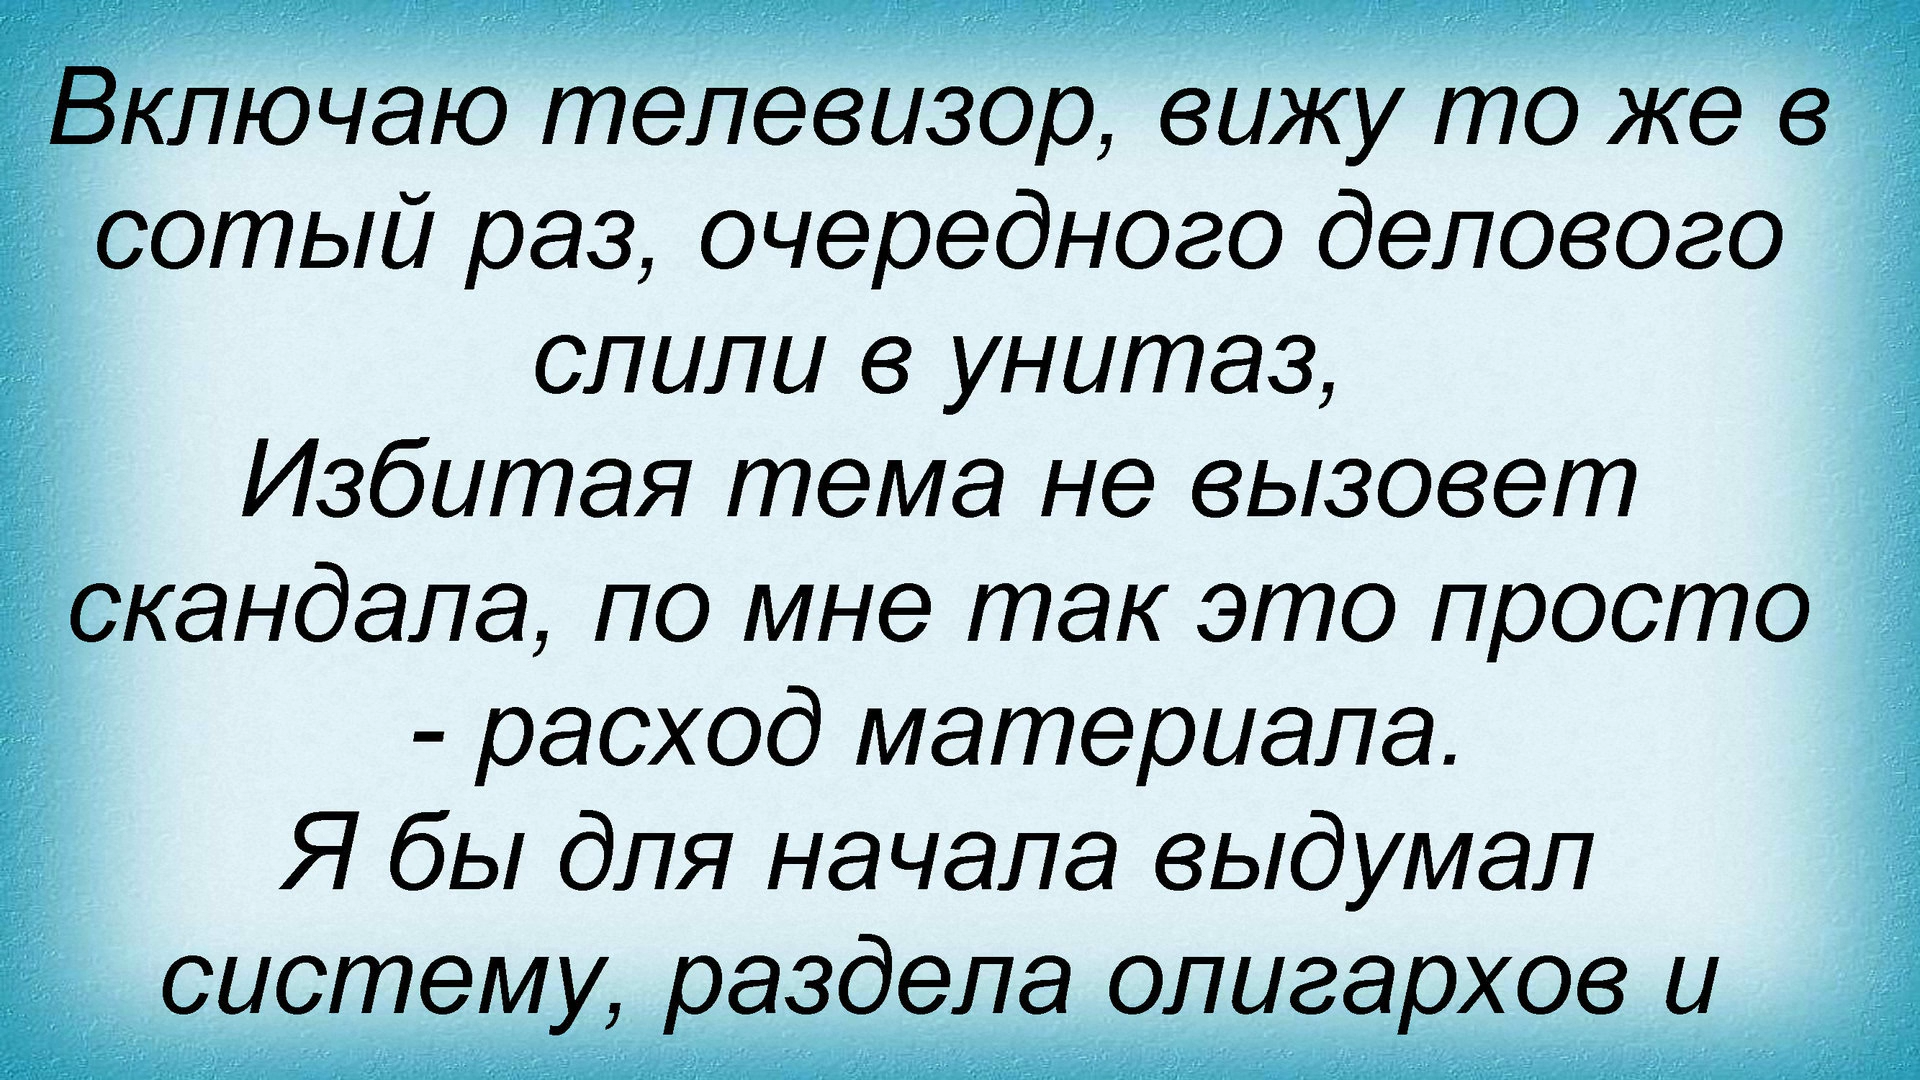 Включаю телевизор, вижу то же в
сотый раз, очередного делового
слили в унитаз,
Избитая тема не вызовет
скандала, по мне так это просто
- расход материала.
Я бы для начала выдумал
систему, раздела олигархов и